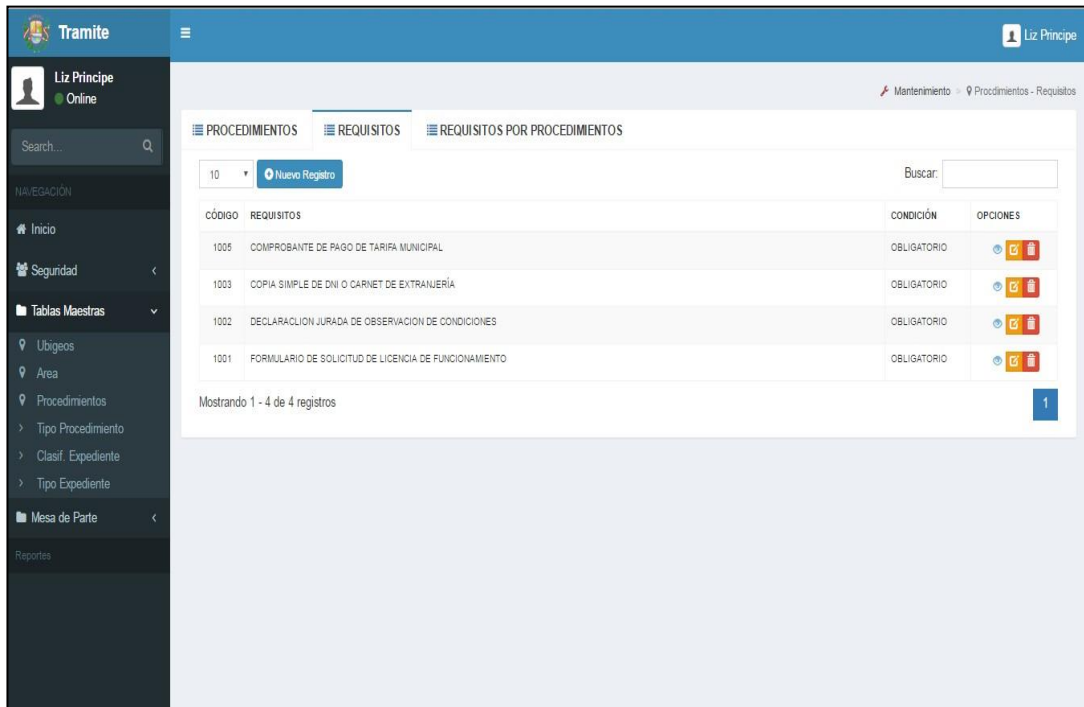 Tramite
Liz Principe
Liz Principe
Online
Mantenimiento > Procdimientos - Requisitos
Search...
NAVEGACIÓN
Inicio
Seguridad
Tablas Maestras
Ubigeos
Area
Procedimientos
Tipo Procedimiento
Clasif. Expediente
Tipo Expediente
Mesa de Parte
Reportes
PROCEDIMIENTOS REQUISITOS REQUISITOS POR PROCEDIMIENTOS
10 Nuevo Registro Buscar:
CÓDIGO REQUISITOS CONDICIÓN OPCIONES
1005 COMPROBANTE DE PAGO DE TARIFA MUNICIPAL OBLIGATORIO
1003 COPIA SIMPLE DE DNI O CARNET DE EXTRANJERÍA OBLIGATORIO
1002 DECLARACLION JURADA DE OBSERVACION DE CONDICIONES OBLIGATORIO
1001 FORMULARIO DE SOLICITUD DE LICENCIA DE FUNCIONAMIENTO OBLIGATORIO
Mostrando 1 - 4 de 4 registros 1